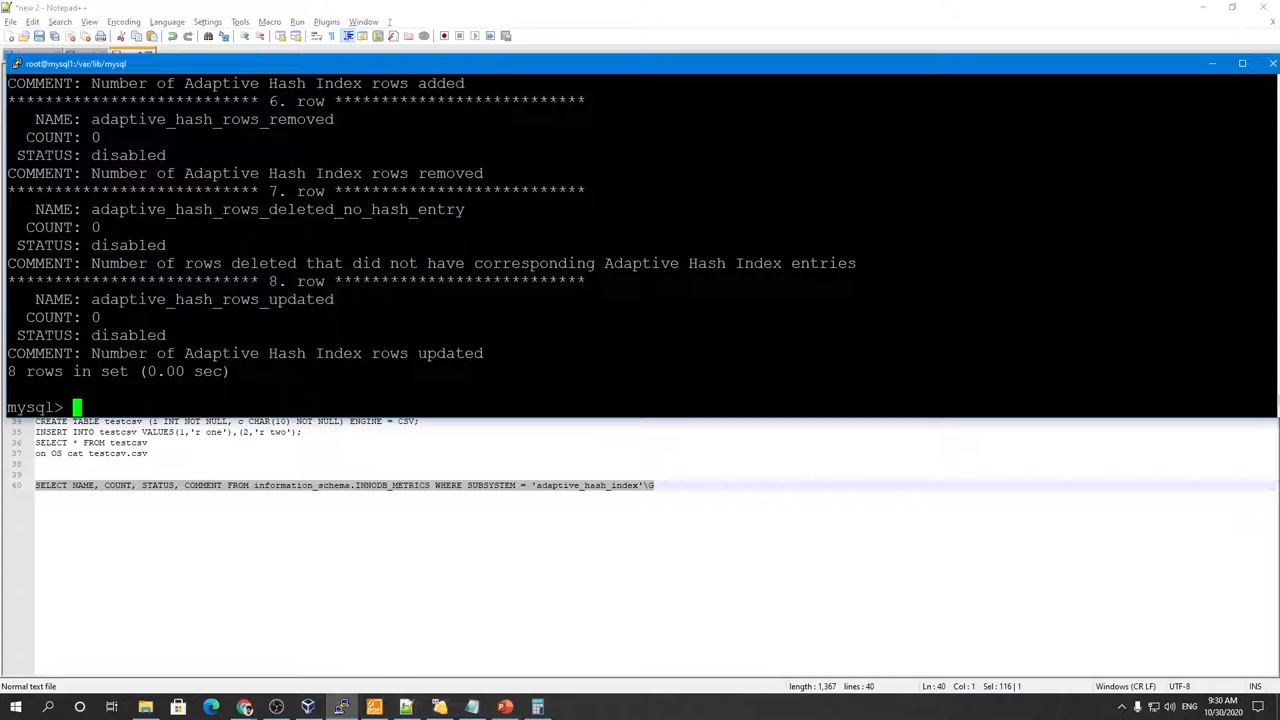 *new 2 - Notepad++
File Edit Search View Encoding Language Settings Tools Macro Run Plugins Window ?
root@mysql1:/var/lib/mysql
COMMENT: Number of Adaptive Hash Index rows added
*************************** 6. row ***************************
NAME: adaptive_hash_rows_removed
COUNT: 0
STATUS: disabled
COMMENT: Number of Adaptive Hash Index rows removed
*************************** 7. row ***************************
NAME: adaptive_hash_rows_deleted_no_hash_entry
COUNT: 0
STATUS: disabled
COMMENT: Number of rows deleted that did not have corresponding Adaptive Hash Index entries
*************************** 8. row ***************************
NAME: adaptive_hash_rows_updated
COUNT: 0
STATUS: disabled
COMMENT: Number of Adaptive Hash Index rows updated
8 rows in set (0.00 sec)
mysql>
34 CREATE TABLE testcsv (i INT NOT NULL, c CHAR(10) NOT NULL) ENGINE = CSV;
35 INSERT INTO testcsv VALUES(1,'r one'),(2,'r two');
36 SELECT * FROM testcsv
37 on OS cat testcsv.csv
38
39
40 SELECT NAME, COUNT, STATUS, COMMENT FROM information_schema.INNODB_METRICS WHERE SUBSYSTEM = 'adaptive_hash_index'\G
Normal text file length : 1,367 lines : 40 Ln : 40 Col : 1 Sel : 116 | 1 Windows (CR LF) UTF-8 INS
9:30 AM
10/30/2020